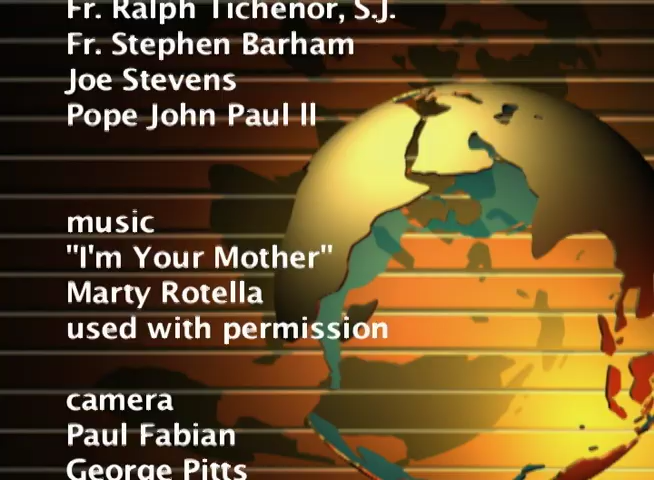 Fr. Ralph Tichenor, S.J.
Fr. Stephen Barham
Joe Stevens
Pope John Paul ll
music
"I'm Your Mother"
Marty Rotella
used with permission
camera
Paul Fabian
George Pitts